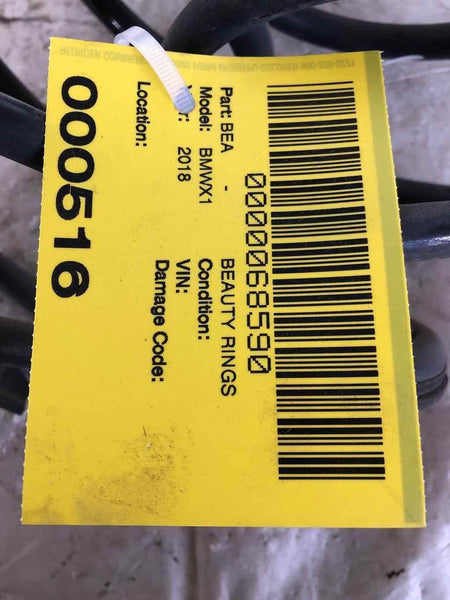 0000068590
Part: BEA - BEAUTY RINGS
Model: BMWX1 Condition:
2018 VIN:
Location: Damage Code:
000516